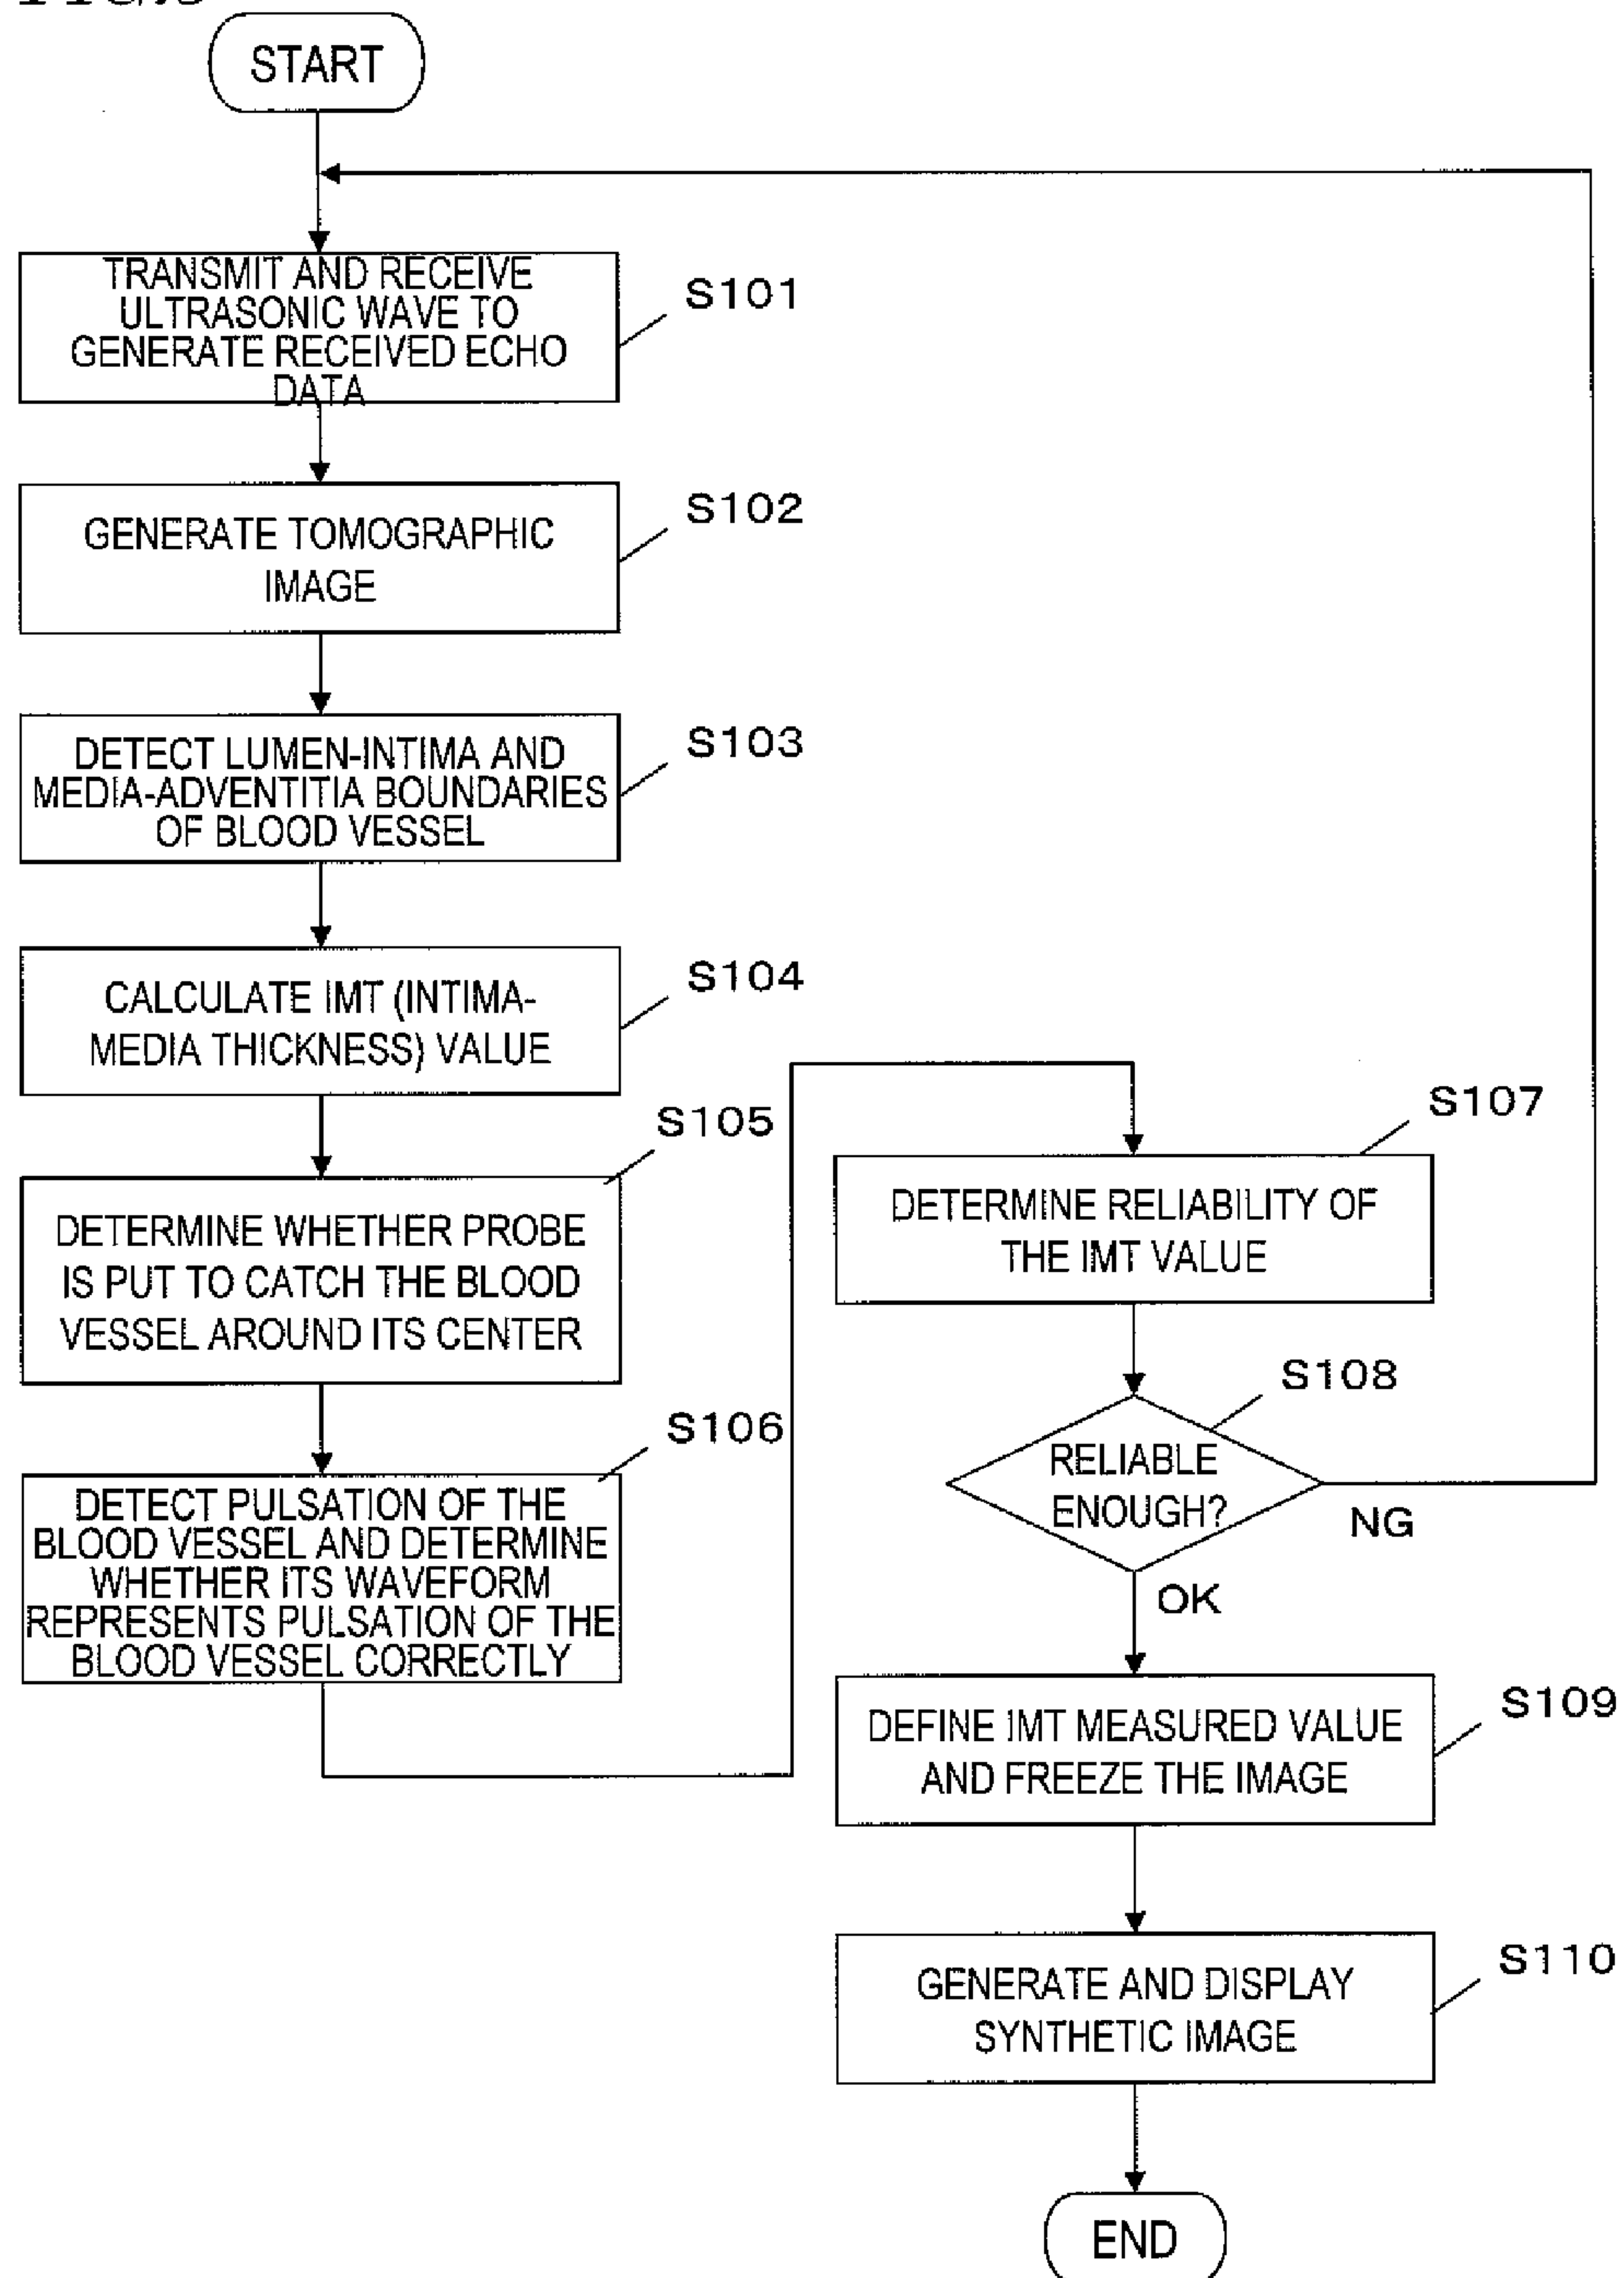 START
TRANSMIT AND RECEIVE
ULTRASONIC WAVE TO
GENERATE RECEIVED ECHO
DATA
S101
GENERATE TOMOGRAPHIC
IMAGE
S102
DETECT LUMEN-INTIMA AND
MEDIA-ADVENTITIA BOUNDARIES
OF BLOOD VESSEL
S103
CALCULATE IMT (INTIMA-
MEDIA THICKNESS) VALUE
S104
DETERMINE WHETHER PROBE
IS PUT TO CATCH THE BLOOD
VESSEL AROUND ITS CENTER
S105
DETECT PULSATION OF THE
BLOOD VESSEL AND DETERMINE
WHETHER ITS WAVEFORM
REPRESENTS PULSATION OF THE
BLOOD VESSEL CORRECTLY
S106
DETERMINE RELIABILITY OF
THE IMT VALUE
S107
RELIABLE
ENOUGH?
S108
NG
OK
DEFINE IMT MEASURED VALUE
AND FREEZE THE IMAGE
S109
GENERATE AND DISPLAY
SYNTHETIC IMAGE
S110
END